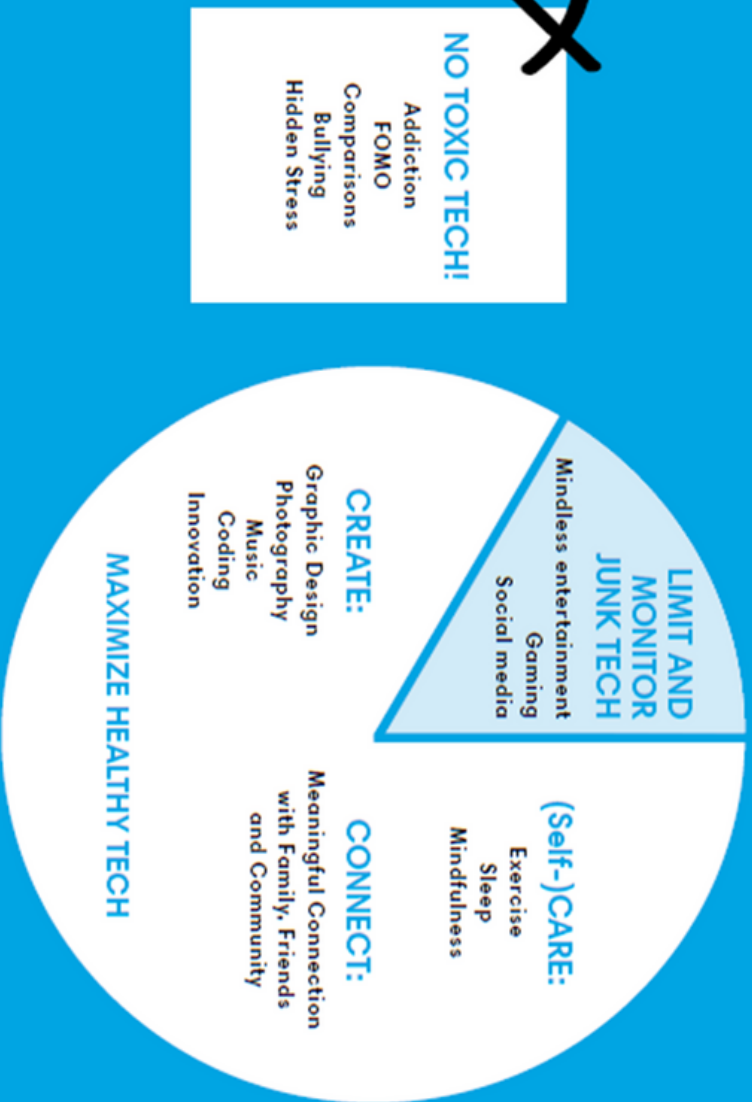 NO TOXIC TECH!
Addiction
FOMO
Comparisons
Bullying
Hidden Stress
LIMIT AND
MONITOR
JUNK TECH
Mindless entertainment
Gaming
Social media
(Self-)CARE:
Exercise
Sleep
Mindfulness
CREATE:
Graphic Design
Photography
Music
Coding
Innovation
CONNECT:
Meaningful Connection
with Family, Friends
and Community
MAXIMIZE HEALTHY TECH